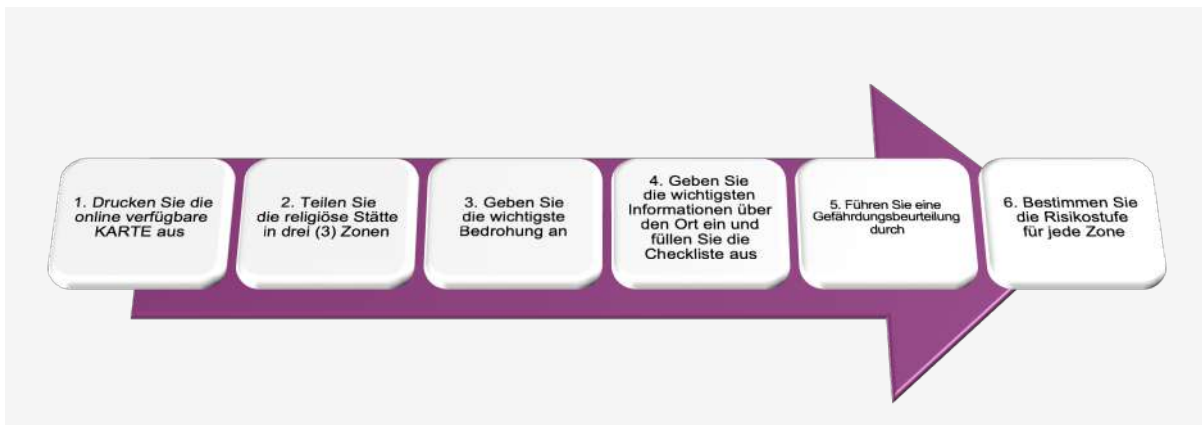 1. Drucken Sie die
online verfügbare
KARTE aus
2. Teilen Sie
die religiöse Stätte
in drei (3) Zonen
3. Geben Sie
die wichtigste
Bedrohung an
4. Geben Sie
die wichtigsten
Informationen über
den Ort ein und
füllen Sie die
Checkliste aus
5. Führen Sie eine
Gefährdungsbeurteilung
durch
6. Bestimmen Sie
die Risikostufe
für jede Zone